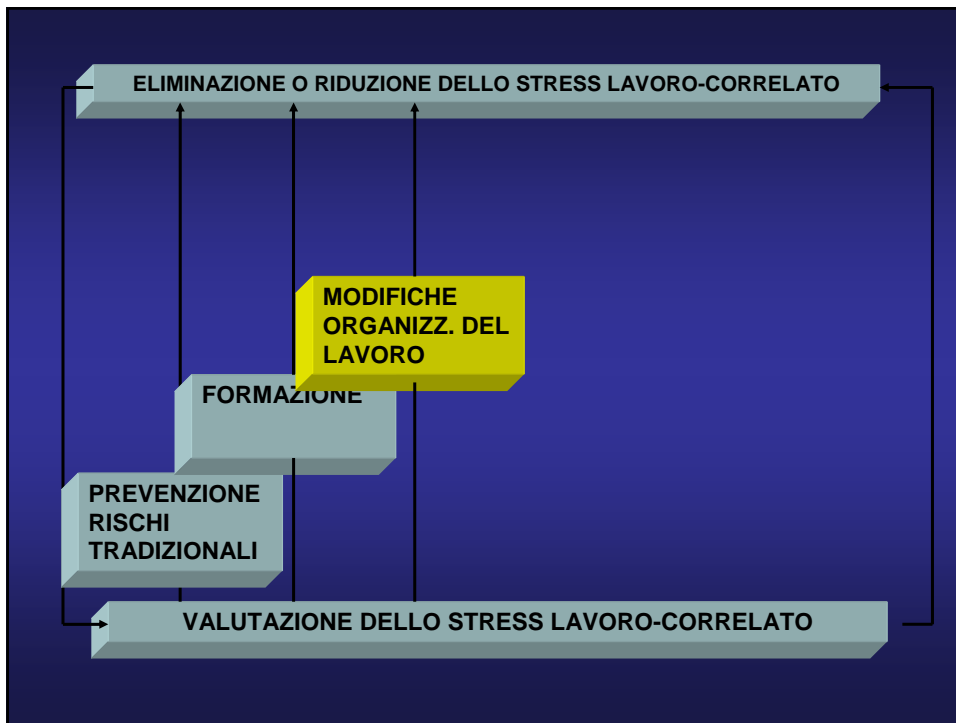 ELIMINAZIONE O RIDUZIONE DELLO STRESS LAVORO-CORRELATO
MODIFICHE
ORGANIZZ. DEL
LAVORO
FORMAZIONE
PREVENZIONE
RISCHI
TRADIZIONALI
VALUTAZIONE DELLO STRESS LAVORO-CORRELATO